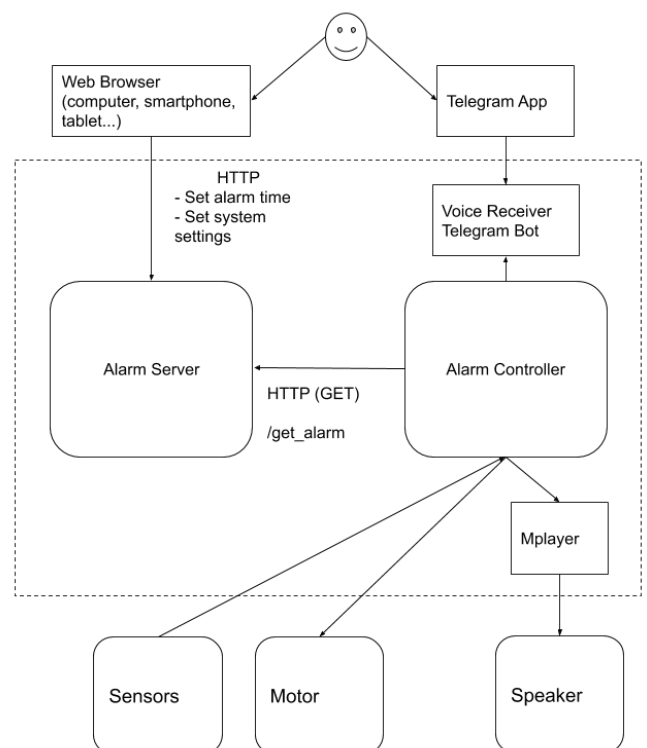 Web Browser
(computer, smartphone,
tablet...)
Telegram App
HTTP
- Set alarm time
- Set system
settings
Voice Receiver
Telegram Bot
Alarm Server
Alarm Controller
HTTP (GET)
/get_alarm
Mplayer
Sensors
Motor
Speaker